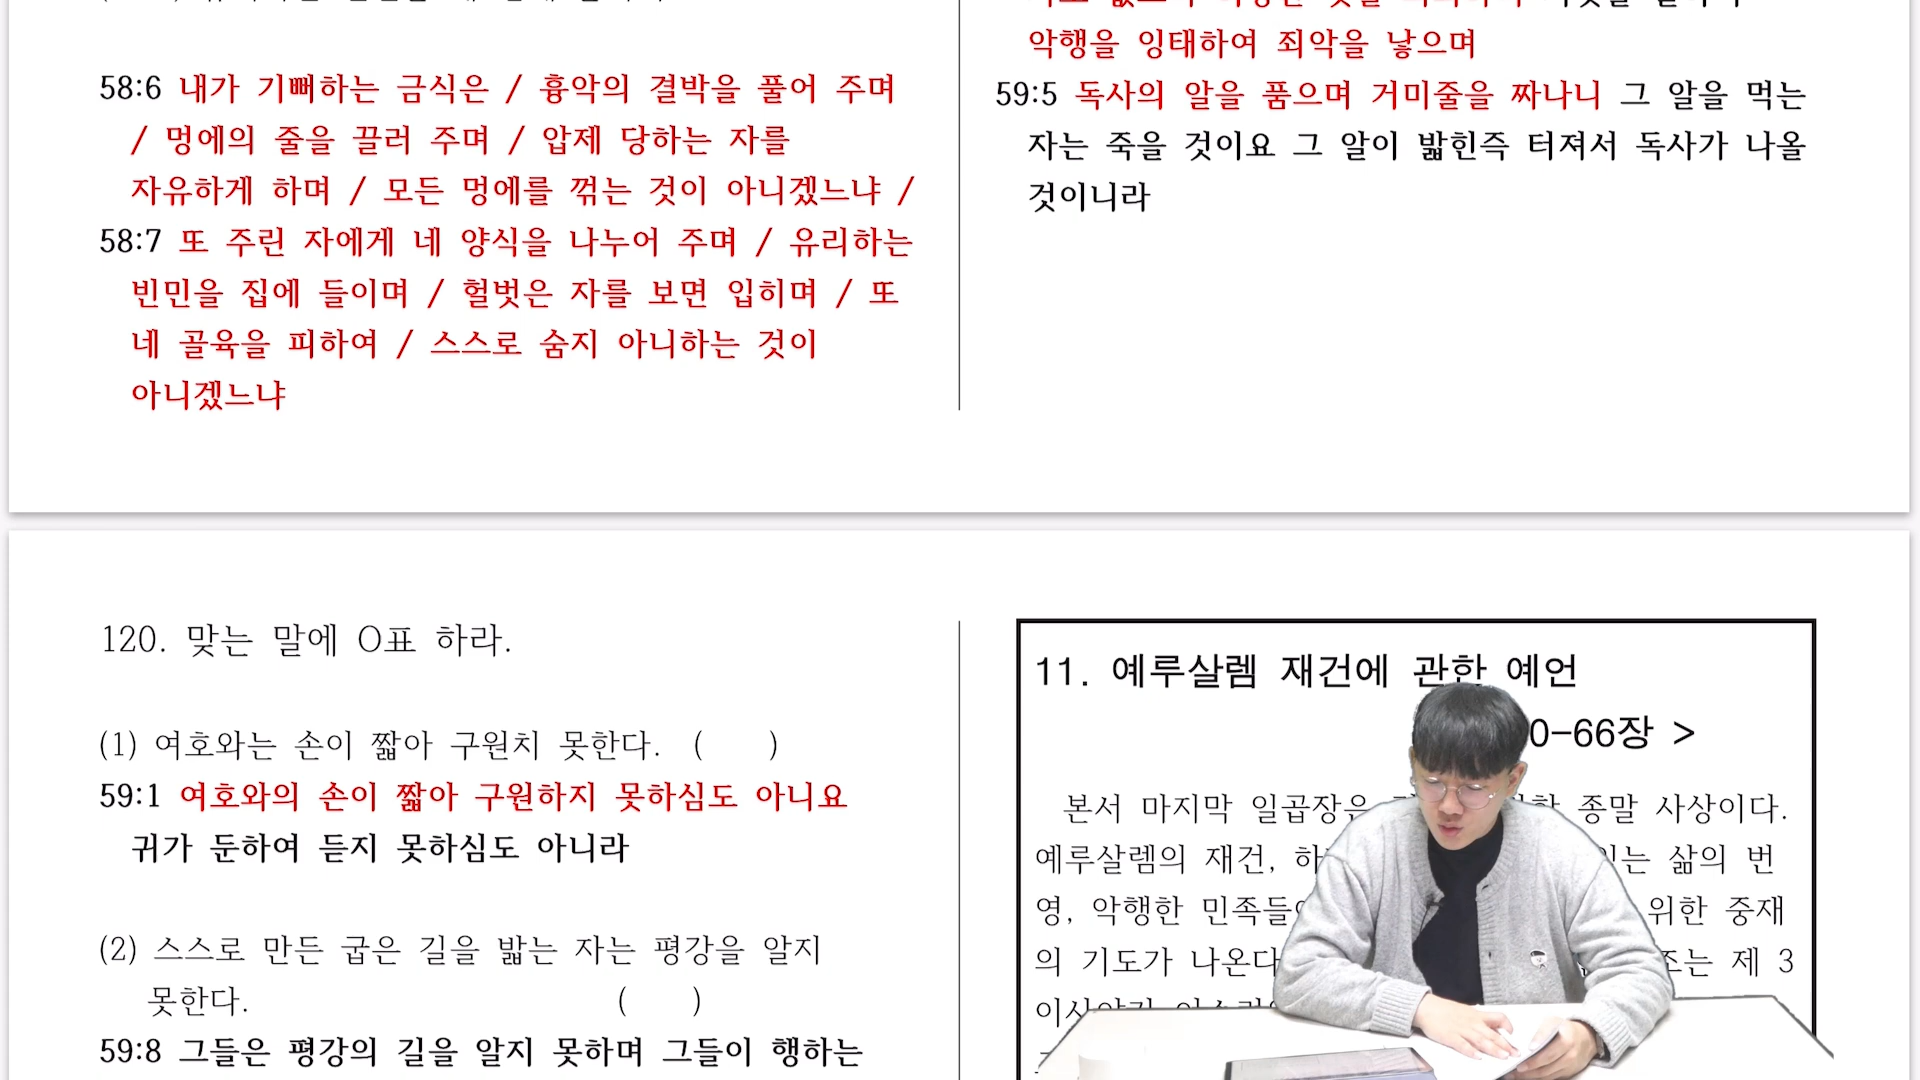 58:6 내가 기뻐하는 금식은 / 흉악의 결박을 풀어 주며
/ 멍에의 줄을 끌러 주며 / 압제 당하는 자를
자유하게 하며 / 모든 멍에를 꺾는 것이 아니겠느냐 /
58:7 또 주린 자에게 네 양식을 나누어 주며 / 유리하는
빈민을 집에 들이며 / 헐벗은 자를 보면 입히며 / 또
네 골육을 피하여 / 스스로 숨지 아니하는 것이
아니겠느냐
악행을 잉태하여 죄악을 낳으며
59:5 독사의 알을 품으며 거미줄을 짜나니 그 알을 먹는
자는 죽을 것이요 그 알이 밟힌즉 터져서 독사가 나올
것이니라
120. 맞는 말에 O표 하라.
(1) 여호와는 손이 짧아 구원치 못한다. ( )
59:1 여호와의 손이 짧아 구원하지 못하심도 아니요
귀가 둔하여 듣지 못하심도 아니라
(2) 스스로 만든 굽은 길을 밟는 자는 평강을 알지
못한다. ( )
59:8 그들은 평강의 길을 알지 못하며 그들이 행하는
11. 예루살렘 재건에 관한 예언
0-66장 >
본서 마지막 일곱장은 종말 사상이다.
예루살렘의 재건, 삶의 번
영, 악행한 민족들 위한 중재
의 기도가 나온다 제 3